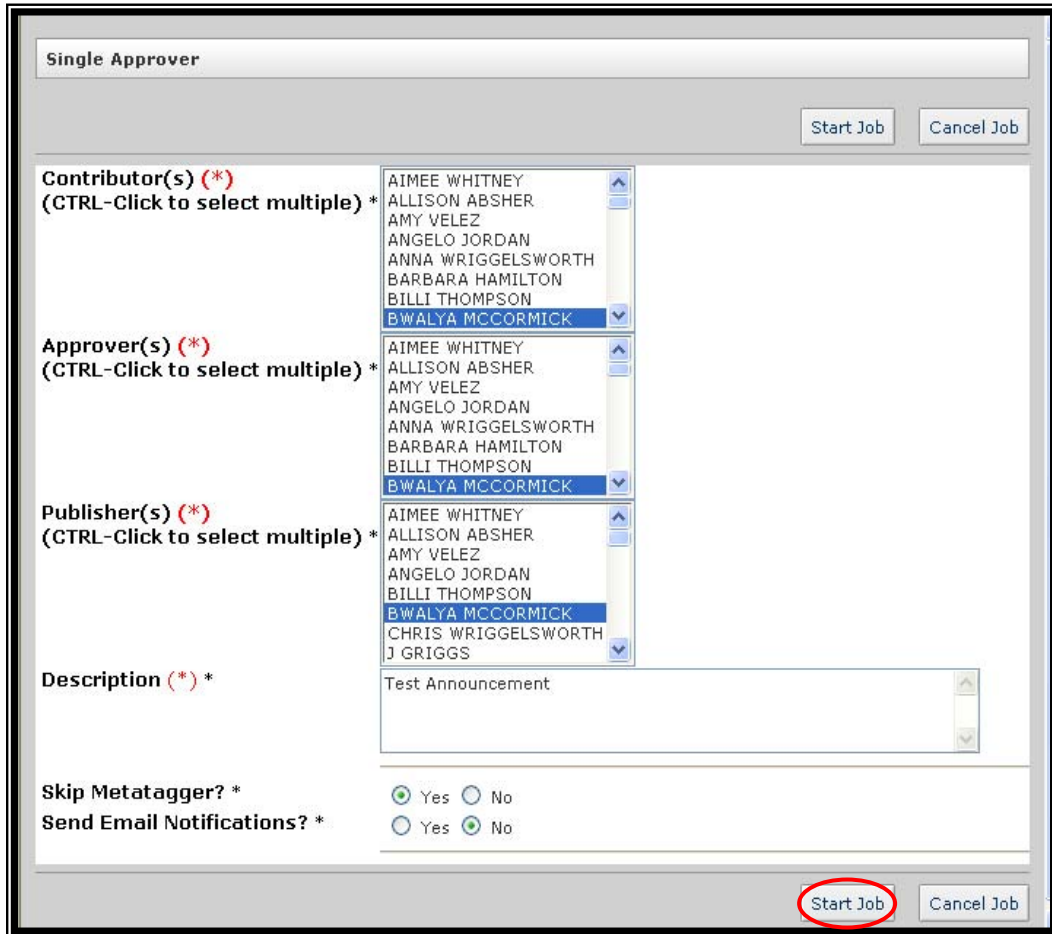 Single Approver
Start Job Cancel Job
Contributor(s) (*)
(CTRL-Click to select multiple) *
AIMEE WHITNEY
ALLISON ABSHER
AMY VELEZ
ANGELO JORDAN
ANNA WRIGGELSWORTH
BARBARA HAMILTON
BILLI THOMPSON
BWALYA MCCORMICK
Approver(s) (*)
(CTRL-Click to select multiple) *
AIMEE WHITNEY
ALLISON ABSHER
AMY VELEZ
ANGELO JORDAN
ANNA WRIGGELSWORTH
BARBARA HAMILTON
BILLI THOMPSON
BWALYA MCCORMICK
Publisher(s) (*)
(CTRL-Click to select multiple) *
AIMEE WHITNEY
ALLISON ABSHER
AMY VELEZ
ANGELO JORDAN
BILLI THOMPSON
BWALYA MCCORMICK
CHRIS WRIGGELSWORTH
J GRIGGS
Description (*) *
Test Announcement
Skip Metatagger? * Yes No
Send Email Notifications? * Yes No
Start Job Cancel Job